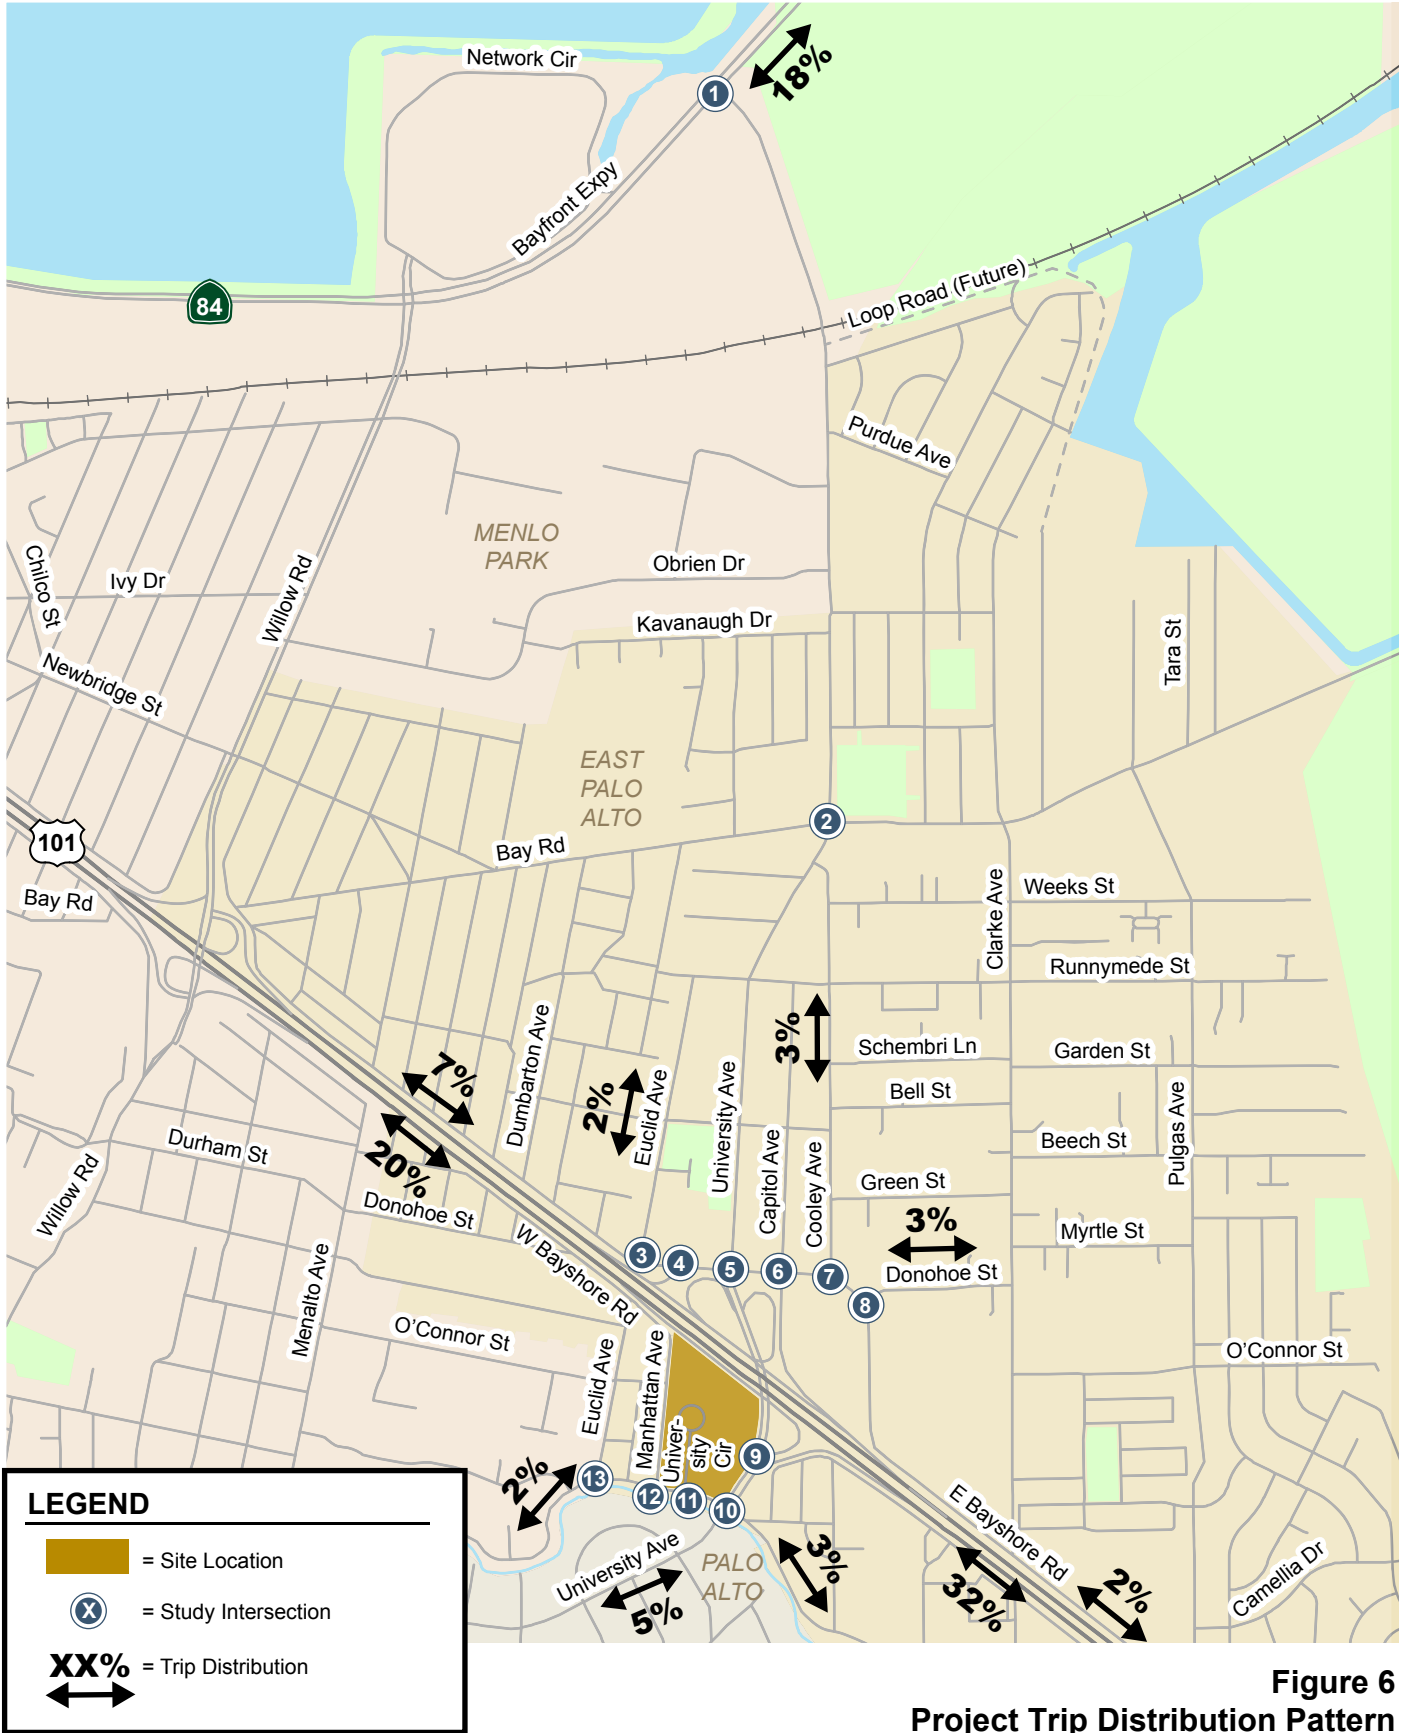 Network Cir
18%
1
Bayfront Expy
84
Loop Road (Future)
Purdue Ave
MENLO
PARK
Chilco St
Ivy Dr
Willow Rd
Obrien Dr
Kavanaugh Dr
Newbridge St
Tara St
EAST
PALO
ALTO
2
101
Bay Rd
Bay Rd
Clarke Ave
Weeks St
Runnymede St
3%
Schembri Ln
Garden St
7%
Dumbarton Ave
2%
Euclid Ave
University Ave
Bell St
Pulgas Ave
Beech St
20%
Durham St
Willow Rd
Donohoe St
Capitol Ave
Cooley Ave
Green St
3%
Myrtle St
W Bayshore Rd
3
4
5
6
7
8
Donohoe St
Menalto Ave
O'Connor St
O'Connor St
Euclid Ave
Manhattan Ave
Univer-
sity
Cir
9
2%
13
12
11
10
E Bayshore Rd
University Ave
PALO
ALTO
5%
3%
32%
2%
Camellia Dr
LEGEND
= Site Location
X = Study Intersection
XX% = Trip Distribution
Figure 6
Project Trip Distribution Pattern